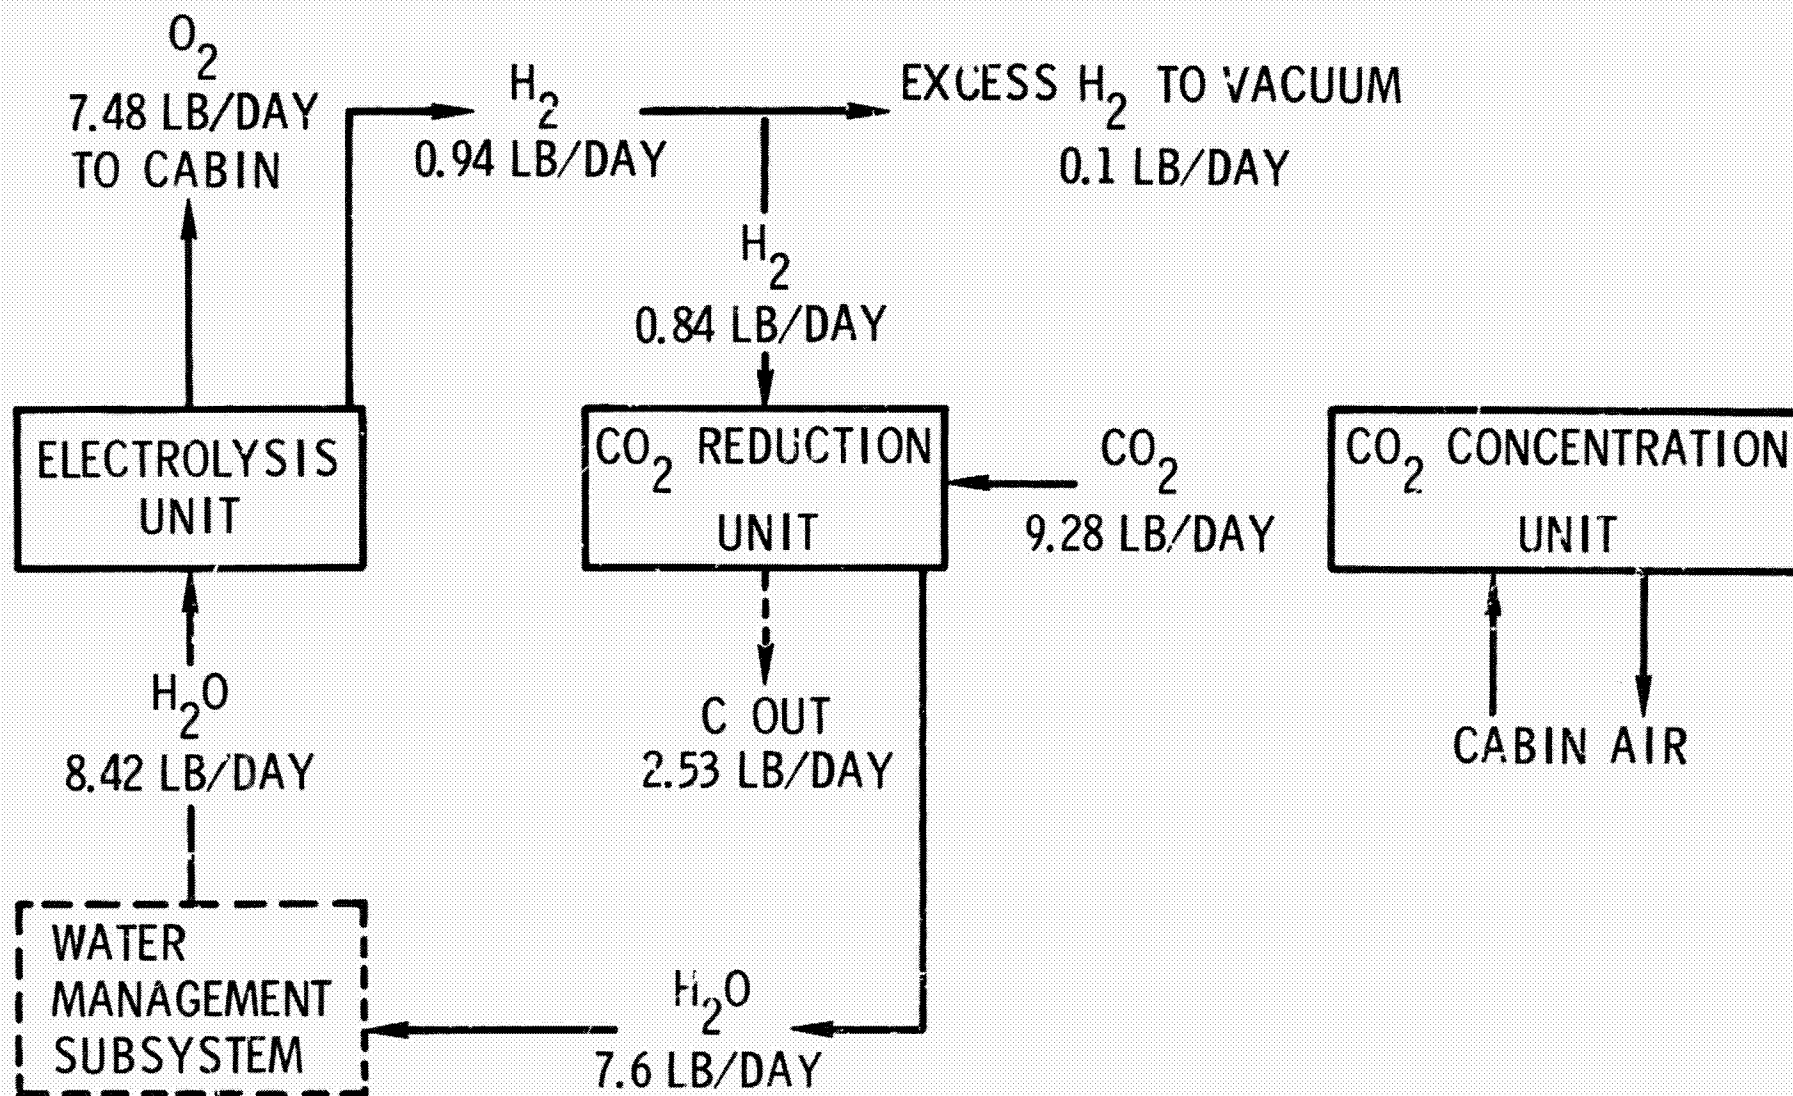 O2
7.48 LB/DAY
TO CABIN
H2
0.94 LB/DAY
EXCESS H2 TO VACUUM
0.1 LB/DAY
H2
0.84 LB/DAY
ELECTROLYSIS
UNIT
CO2 REDUCTION
UNIT
CO2
9.28 LB/DAY
CO2 CONCENTRATION
UNIT
H2O
8.42 LB/DAY
C OUT
2.53 LB/DAY
CABIN AIR
WATER
MANAGEMENT
SUBSYSTEM
H2O
7.6 LB/DAY